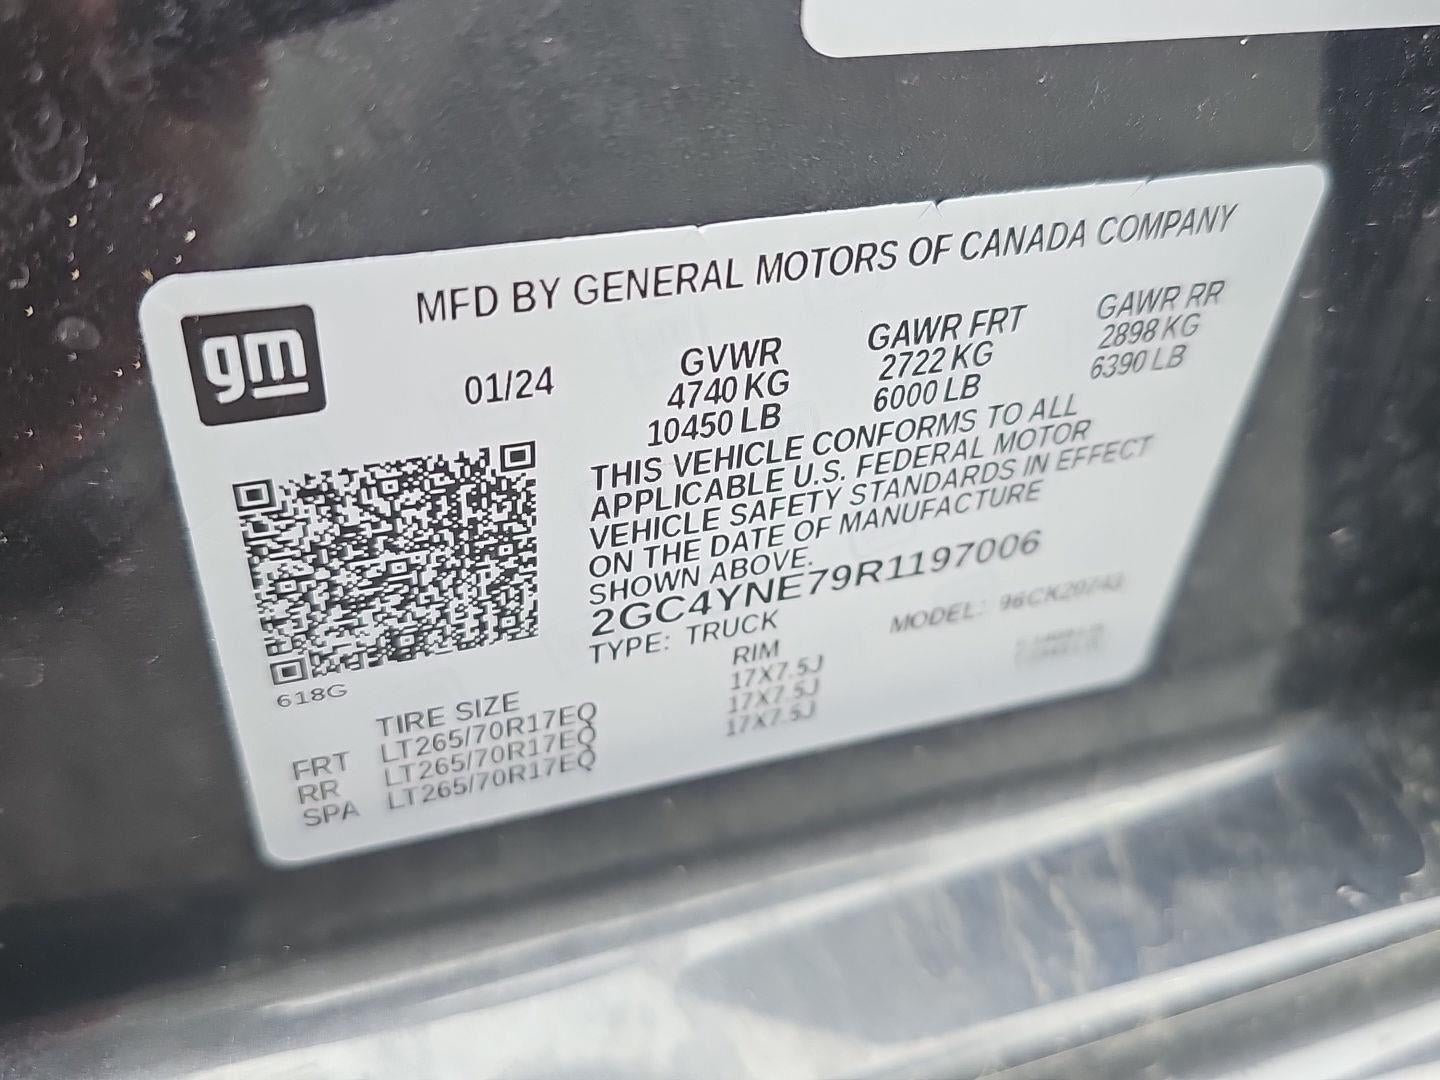 MFD BY GENERAL MOTORS OF CANADA COMPANY
gm
01/24
GVWR GAWR FRT GAWR RR
4740 KG 2722 KG 2898 KG
10450 LB 6000 LB 6390 LB
THIS VEHICLE CONFORMS TO ALL
APPLICABLE U.S. FEDERAL MOTOR
VEHICLE SAFETY STANDARDS IN EFFECT
ON THE DATE OF MANUFACTURE
SHOWN ABOVE.
2GC4YNE79R1197006
TYPE: TRUCK MODEL:
618G
TIRE SIZE RIM
FRT LT265/70R17EQ 17X7.5J
RR LT265/70R17EQ 17X7.5J
SPA LT265/70R17EQ 17X7.5J